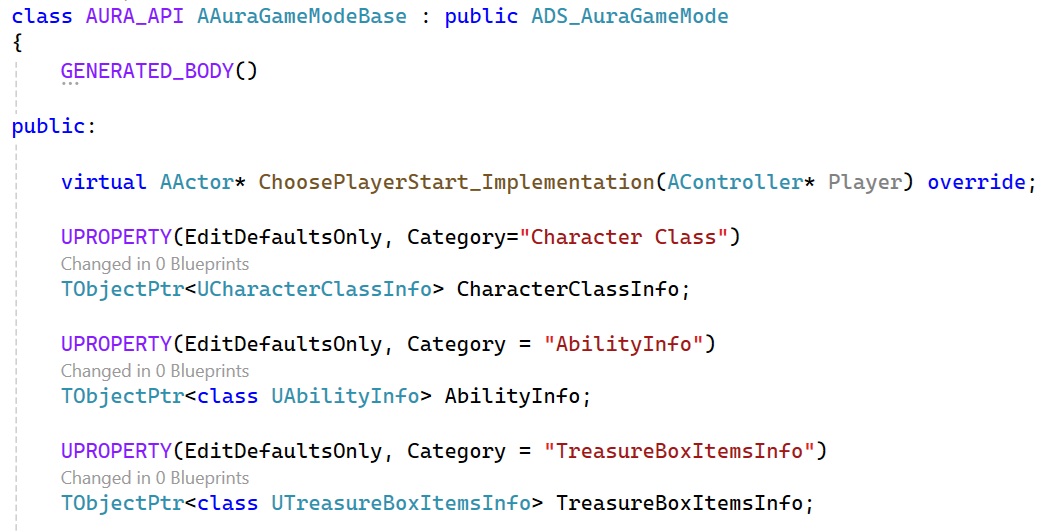 class AURA_API AAuraGameModeBase : public ADS_AuraGameMode
{
GENERATED_BODY()
public:
virtual AActor* ChoosePlayerStart_Implementation(AController* Player) override;
UPROPERTY(EditDefaultsOnly, Category="Character Class")
Changed in 0 Blueprints
TObjectPtr<UCharacterClassInfo> CharacterClassInfo;
UPROPERTY(EditDefaultsOnly, Category = "AbilityInfo")
Changed in 0 Blueprints
TObjectPtr<class UAbilityInfo> AbilityInfo;
UPROPERTY(EditDefaultsOnly, Category = "TreasureBoxItemsInfo")
Changed in 0 Blueprints
TObjectPtr<class UTreasureBoxItemsInfo> TreasureBoxItemsInfo;